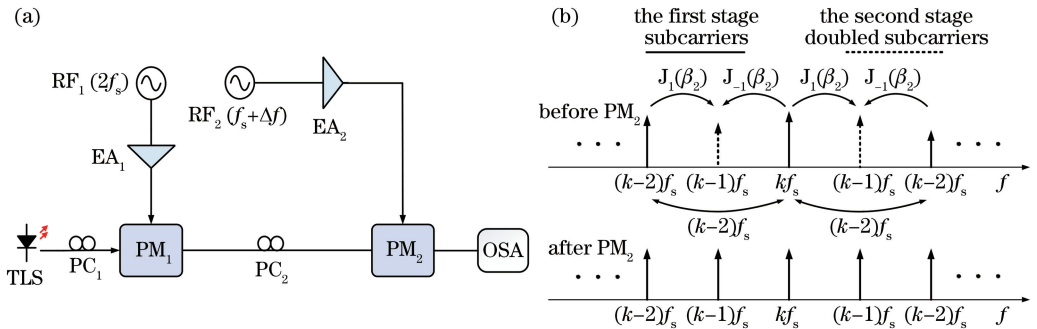 (a)
RF₁ (2fₛ)
RF₂ (fₛ+Δf)
EA₂
EA₁
TLS
PC₁
PM₁
PC₂
PM₂
OSA
(b)
the first stage
subcarriers
the second stage
doubled subcarriers
J₁(β₂) J₋₁(β₂) J₁(β₂) J₋₁(β₂)
before PM₂
(k−2)fₛ (k−1)fₛ kfₛ (k−1)fₛ (k−2)fₛ f
(k−2)fₛ (k−2)fₛ
after PM₂
(k−2)fₛ (k−1)fₛ kfₛ (k−1)fₛ (k−2)fₛ f